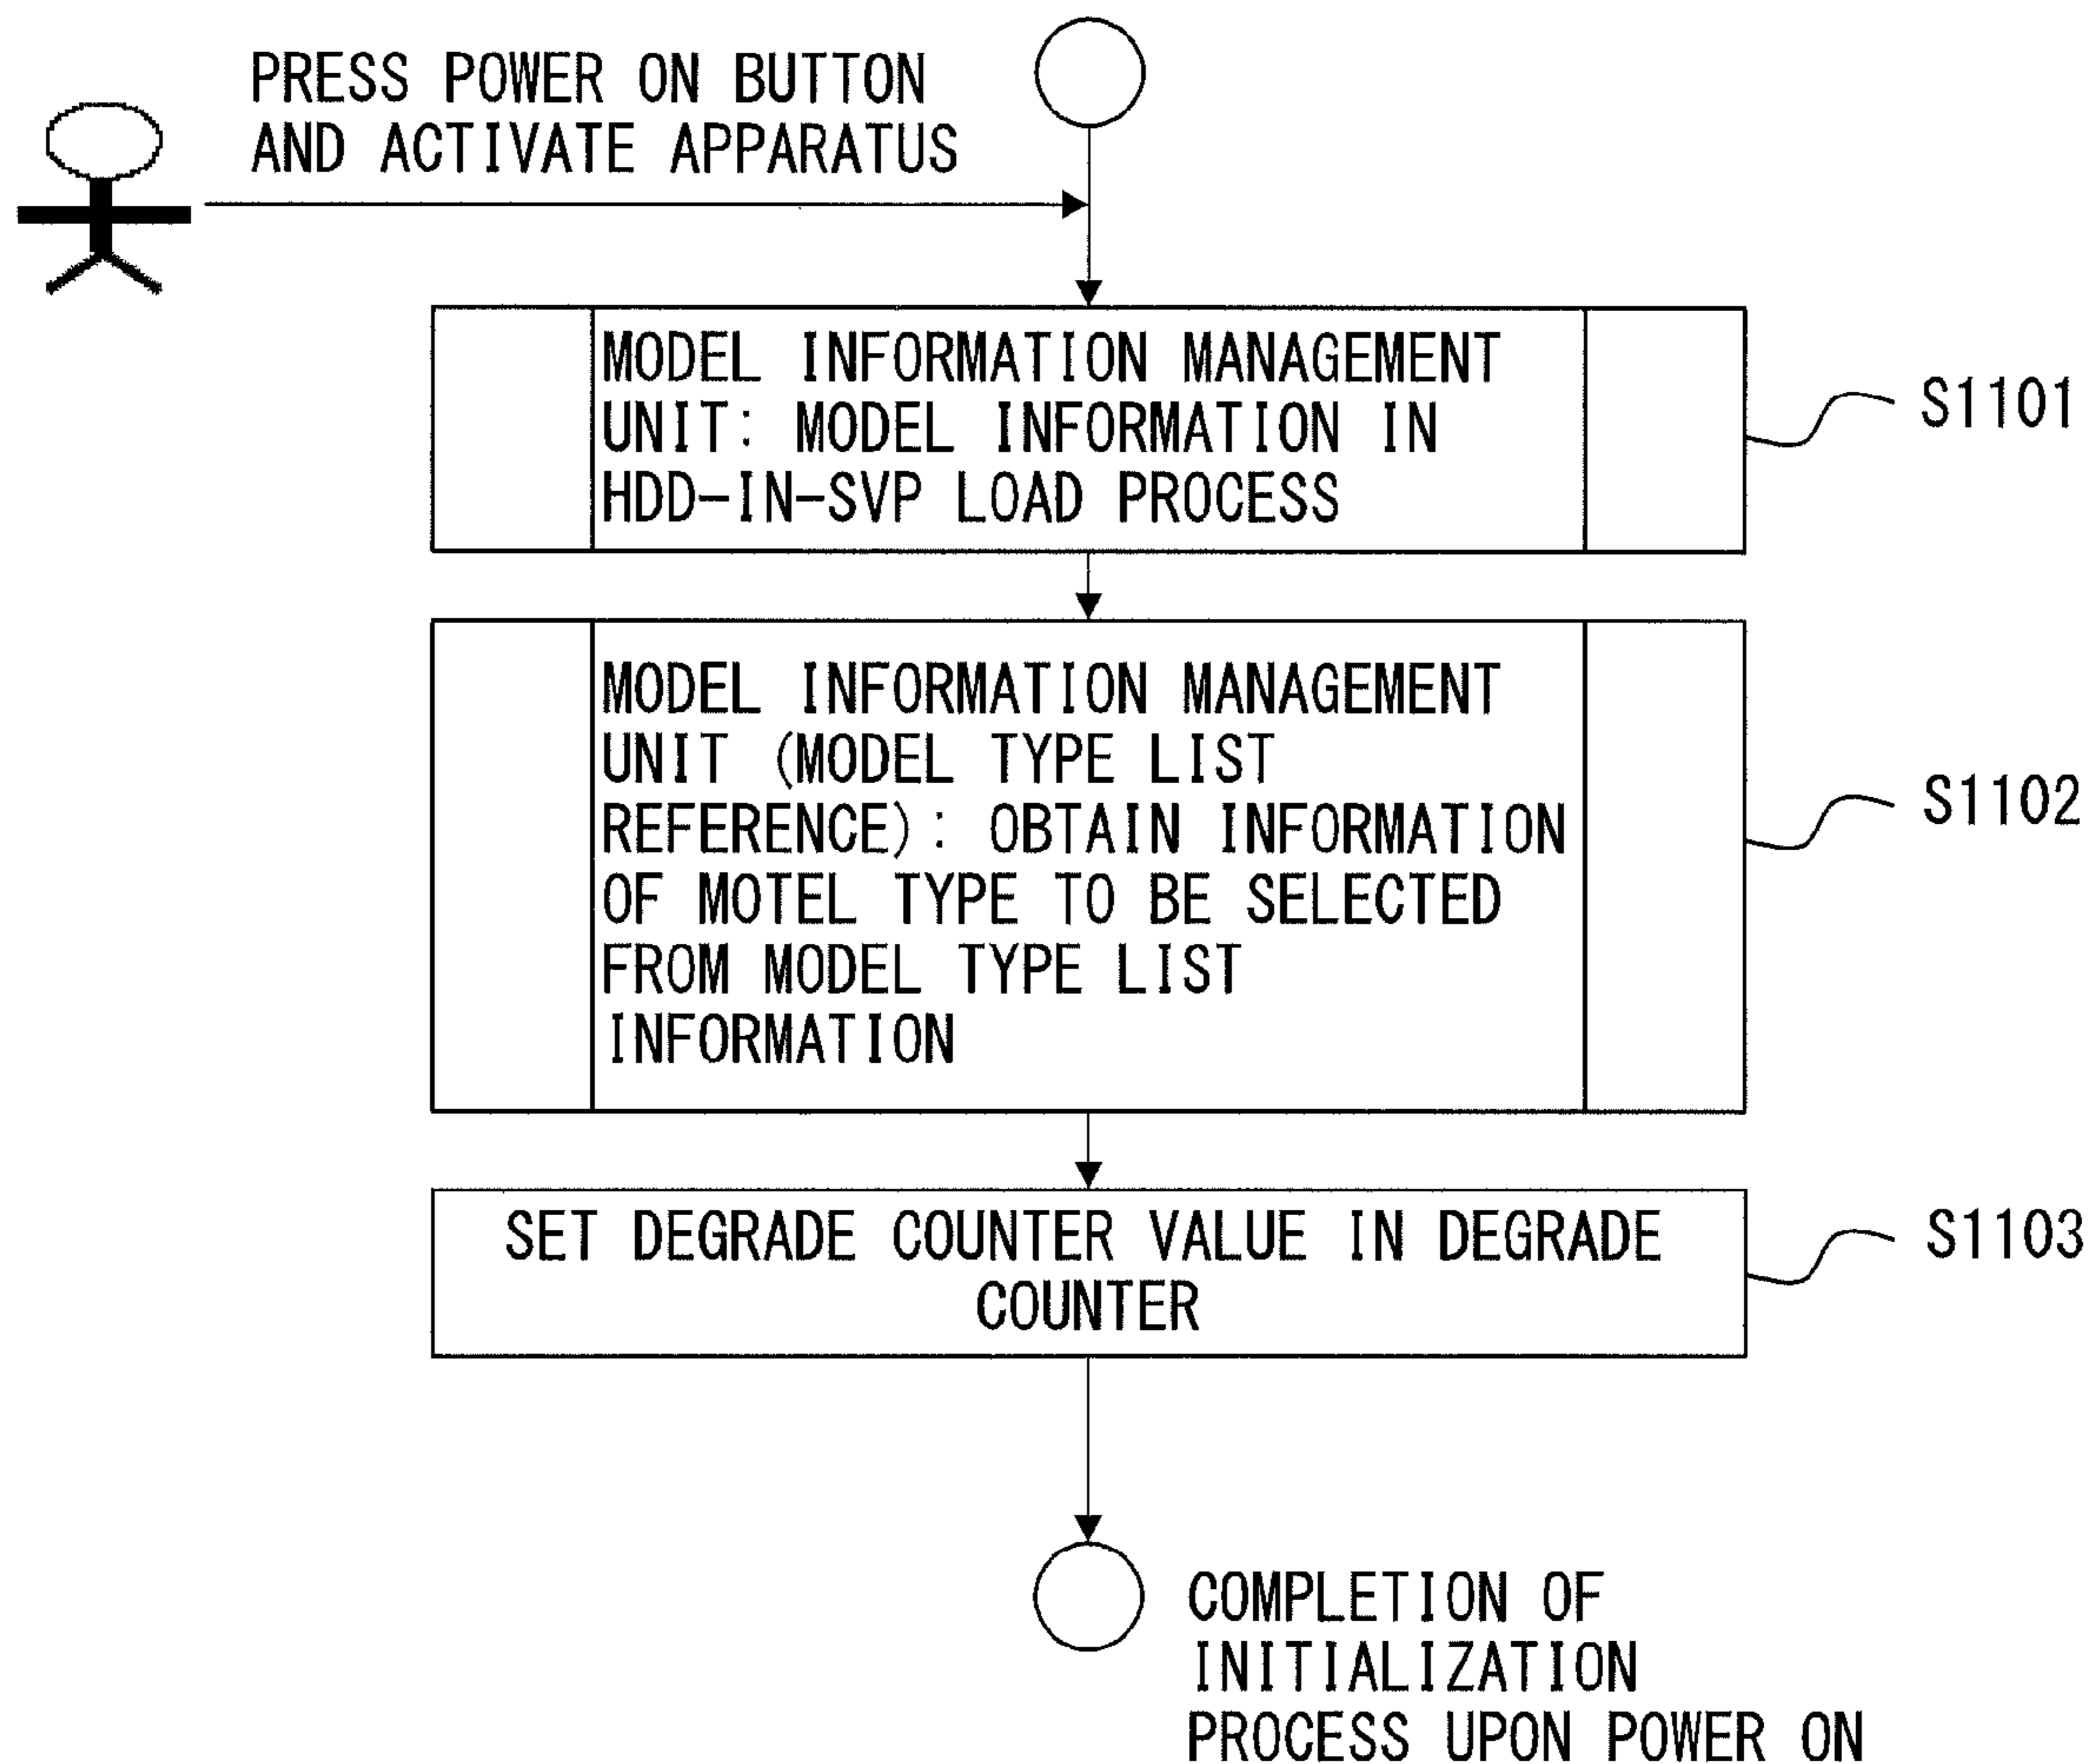 PRESS POWER ON BUTTON
AND ACTIVATE APPARATUS
MODEL INFORMATION MANAGEMENT
UNIT: MODEL INFORMATION IN
HDD-IN-SVP LOAD PROCESS
S1101
MODEL INFORMATION MANAGEMENT
UNIT (MODEL TYPE LIST
REFERENCE): OBTAIN INFORMATION
OF MOTEL TYPE TO BE SELECTED
FROM MODEL TYPE LIST
INFORMATION
S1102
SET DEGRADE COUNTER VALUE IN DEGRADE
COUNTER
S1103
COMPLETION OF
INITIALIZATION
PROCESS UPON POWER ON